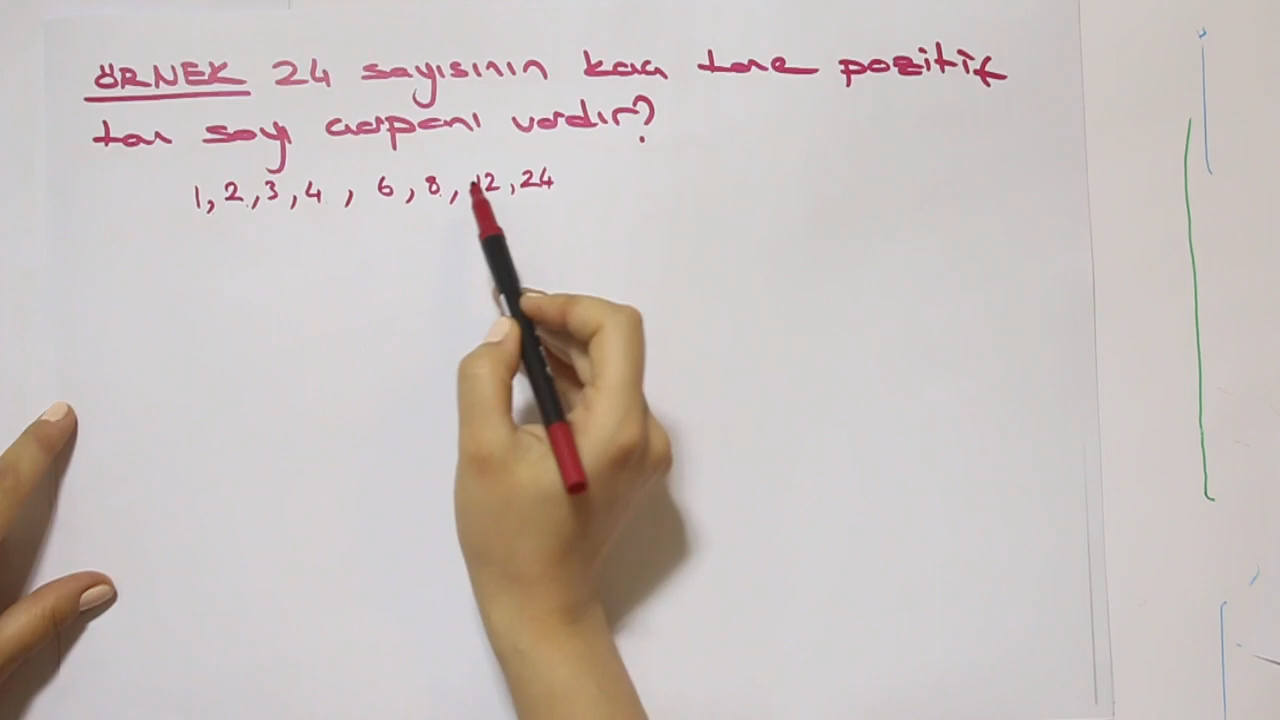 ÖRNEK 24 sayısının kaç tane pozitif
tam sayı çarpanı vardır?
1, 2, 3, 4 , 6, 8, 12, 24